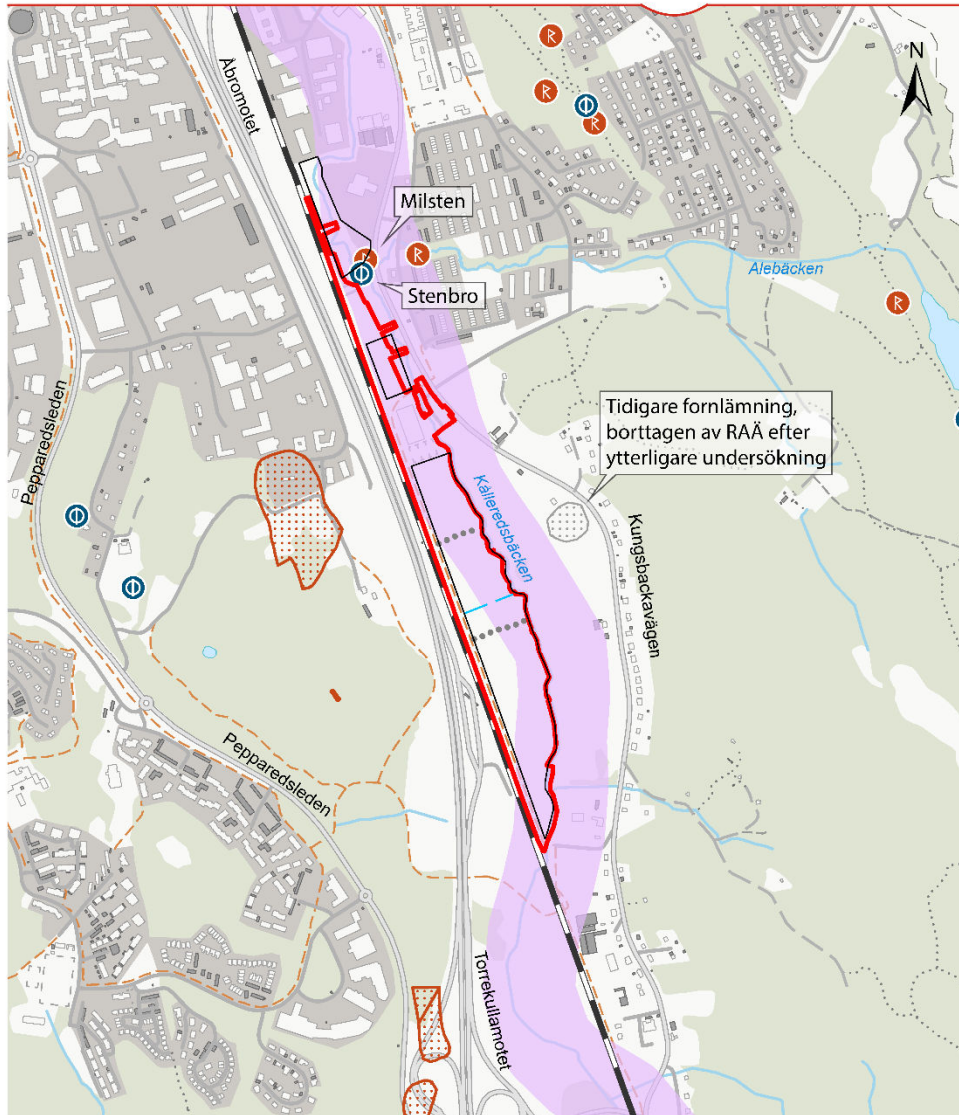 N
Åbromotet
R
R
R
Milsten
R
R
Alebäcken
Stenbro
R
Pepparedsleden
Tidigare fornlämning,
borttagen av RAÄ efter
ytterligare undersökning
Kålleredsbäcken
Kungsbackavägen
Pepparedsleden
Torrekullamotet